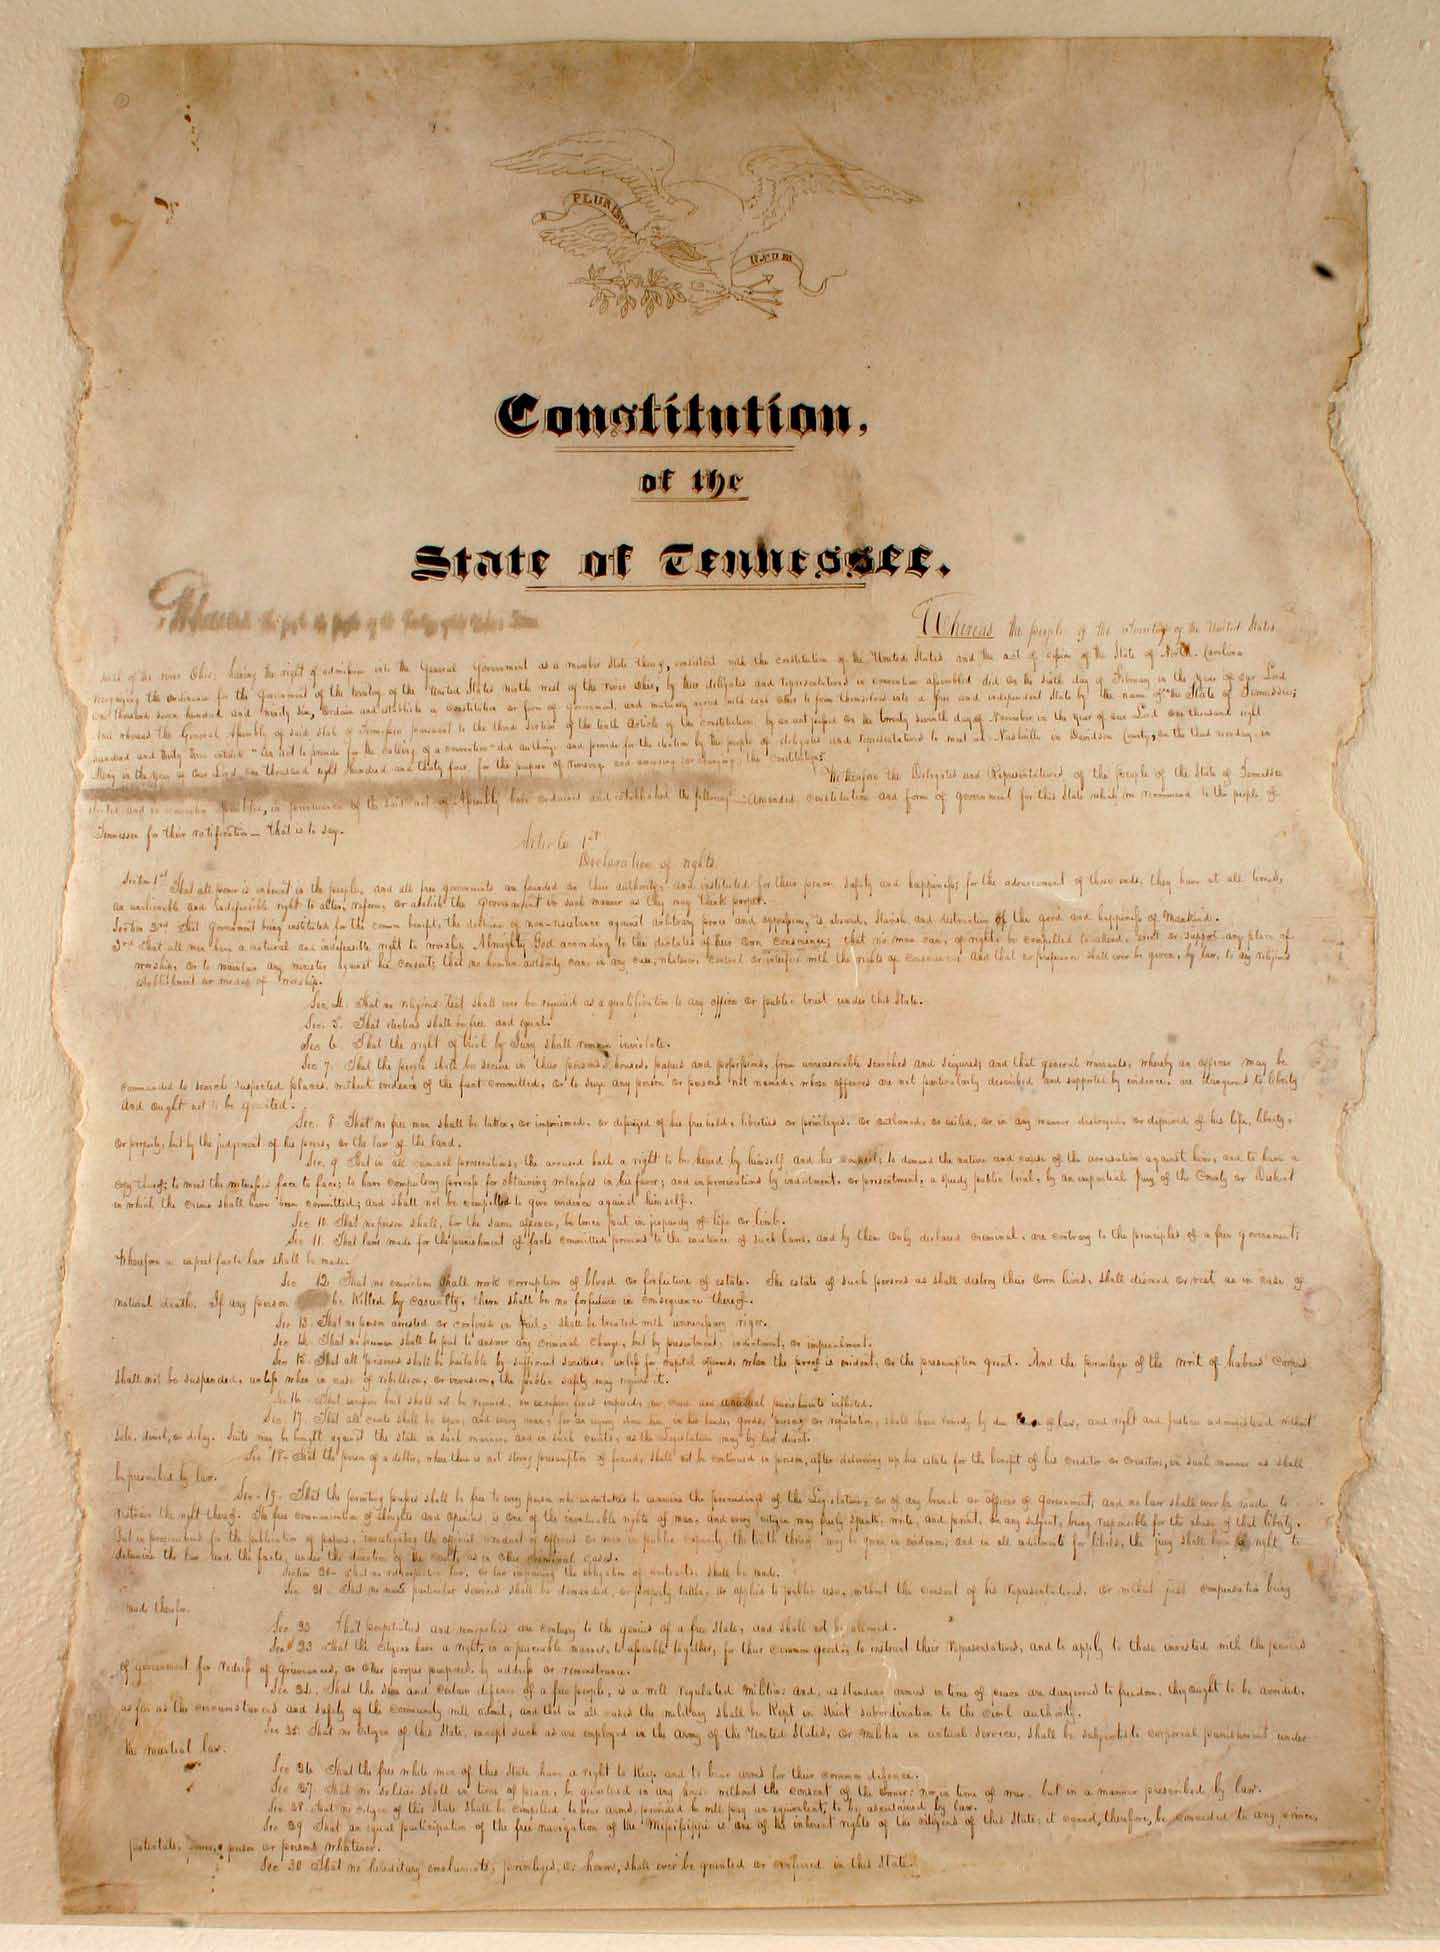 E PLURIBUS
UNUM
Constitution,
of the
State of Tennessee.
Whereas the people of the Territory of the United States
south of the river Ohio, having the right of admission into the General Government as a member State thereof, consistent with the constitution of the United States and the act of cession of the State of North Carolina
recognizing the ordinance for the Government of the territory of the United States north west of the River Ohio, by their delegates and representatives in convention assembled did on the sixth day of February in the year of our Lord
one thousand seven hundred and ninety six, ordain and establish a constitution or form of government, and mutually agreed with each other to form themselves into a free and independent State by the name of "the State of Tennessee;
And whereas the General Assembly of said State of Tennessee pursuant to the third Section of the tenth Article of the constitution, by an act passed on the twenty seventh day of November in the year of our Lord one thousand eight
hundred and thirty three entitled "An act to provide for the calling of a convention" did authorize and provide for the election by the people of delegates and representatives to meet at Nashville in Davidson County, on the third monday in
May in the year of our Lord, one thousand eight hundred and thirty four, for the purpose of revising and amending (or changing) the Constitution.
We therefore the Delegates and Representatives of the people of the State of Tennessee
elected and in convention assembled, in pursuance of the said act of Assembly have ordained and established the following Amended constitution and form of government for this State which we recommend to the people of
Tennessee for their ratification— that is to say.
Article 1st
Declaration of rights
Section 1st That all power is inherent in the people, and all free governments are founded on their authority, and instituted for their peace, safety and happiness; for the advancement of those ends, they have at all times,
an unalienable and indefeasible right to alter, reform, or abolish the Government in such manner as they may think proper.
Section 2nd That Government being instituted for the common benefit, the doctrine of non-resistance against arbitrary power and oppression, is absurd, slavish, and destructive of the good and happiness of Mankind.
3rd That all men have a natural and indefeasible right to worship Almighty God according to the dictates of their own conscience; that no man can, of right, be compelled to attend, erect or support any place of
worship, or to maintain any minister against his consent; that no human authority can, in any case, whatever, control or interfere with the rights of conscience; And that no preference shall ever be given, by law, to any religious
establishment or mode of worship.
Sec. 4. That no religious test shall ever be required as a qualification to any office or public trust under this State.
Sec. 5. That elections shall be free and equal.
Sec 6. That the right of trial by Jury shall remain inviolate.
Sec 7. That the people shall be secure in their persons, houses, papers and possessions, from unreasonable searches and seizures; and that general warrants, whereby an officer may be
commanded to search suspected places, without evidence of the fact committed, or to seize any person or persons not named, whose offences are not particularly described and supported by evidence, are dangerous to liberty
and ought not to be granted.
Sec. 8 That no free man shall be taken, or imprisoned, or disseized of his freehold, liberties or privileges, or outlawed, or exiled, or in any manner destroyed, or deprived of his life, liberty,
or property, but by the judgement of his peers, or the law of the land.
Sec. 9 That in all criminal prosecutions, the accused hath a right to be heard by himself and his counsel; to demand the nature and cause of the accusation against him, and to have a
copy thereof; to meet the witnesses face to face; to have compulsory process for obtaining witnesses in his favor; and in prosecutions by indictment, or presentment, a speedy public trial, by an impartial Jury of the County or District
in which the crime shall have been committed; and shall not be compelled to give evidence against himself.
Sec 10. That no person shall, for the same offence, be twice put in jeopardy of life or limb.
Sec 11. That laws made for the punishment of facts committed previous to the existence of such laws, and by them only declared criminal, are contrary to the principles of a free government;
wherefore no expost facto law shall be made.
Sec 12. That no conviction shall work corruption of blood or forfeiture of estate. The estate of such persons as shall destroy their own lives, shall descend or vest as in case of
natural death. If any person be killed by casualty, there shall be no forfeiture in consequence thereof.
Sec 13. That no person arrested or confined in jail, shall be treated with unnecessary rigor.
Sec 14. That no freeman shall be put to answer any criminal charge, but by presentment, indictment, or impeachment.
Sec 15. That all prisoners shall be bailable by sufficient sureties, unless for capital offences, when the proof is evident, or the presumption great. And the privilege of the writ of habeas Corpus
shall not be suspended, unless when in case of rebellion, or invasion, the public safety may require it.
Sec 16. That excessive bail shall not be required, or excessive fines imposed, or cruel and unusual punishments inflicted.
Sec. 17. That all courts shall be open; and every man, for an injury done him, in his lands, goods, person or reputation, shall have remedy by due of law, and right and justice administered without
sale, denial, or delay. Suits may be brought against the state in such manner, and in such courts, as the Legislature may by law direct.
Sec 18. That the person of a debtor, where there is not strong presumption of fraud, shall not be continued in prison, after delivering up his estate for the benefit of his creditor or creditors, in such manner as shall
be prescribed by law.
Sec. 19. That the printing presses shall be free to every person who undertakes to examine the proceedings of the Legislature, or of any branch or officer of Government, and no law shall ever be made, to
restrain the right thereof. The free communication of thoughts and opinions, is one of the invaluable rights of man, and every citizen may freely speak, write, and print, on any subject, being responsible for the abuse of that liberty.
But in prosecutions for the publication of papers, investigating the official conduct of officers or men in public capacity, the truth thereof may be given in evidence; and in all indictments for libels, the jury shall have a right to
determine the law and the facts, under the direction of the court, as in other criminal cases.
Section 20. That no retrospective law, or law impairing the obligation of contracts, shall be made.
Sec. 21. That no man's particular services shall be demanded, or property taken, or applied to public use, without the consent of his representatives, or without just compensation being
made therefor.
Sec 22 That perpetuities and monopolies are contrary to the genius of a free State, and shall not be allowed.
Sec 23 That the citizens have a right, in a peaceable manner, to assemble together, for their common good; to instruct their representatives, and to apply to those invested with the powers
of government for redress of grievances, or other proper purposes, by address or remonstrance.
Sec. 24. That the sure and certain defence of a free people, is a well regulated militia: and, as standing armies in time of peace are dangerous to freedom, they ought to be avoided,
as far as the circumstances and safety of the Community will admit, and that in all cases the military shall be kept in strict subordination to the civil authority.
Sec 25. That no citizen of this State, except such as are employed in the Army of the United States, or militia in actual service, shall be subjected to corporeal punishment under
the martial law.
Sec 26. That the free white men of this State have a right to keep and to bear arms for their common defence.
Sec 27. That no soldier shall in time of peace, be quartered in any house without the consent of the owner: nor in time of war but in a manner prescribed by law.
Sec 28. That no citizen of this State shall be compelled to bear arms, provided he will pay an equivalent, to be ascertained by law.
Sec 29 That an equal participation of the free navigation of the Mississippi is one of the inherent rights of the citizens of this State; it cannot, therefore, be conceded to any prince,
potentate, power, person or persons whatever.
Sec 30 That no hereditary emoluments, privileges, or honors, shall ever be granted or conferred in this State.